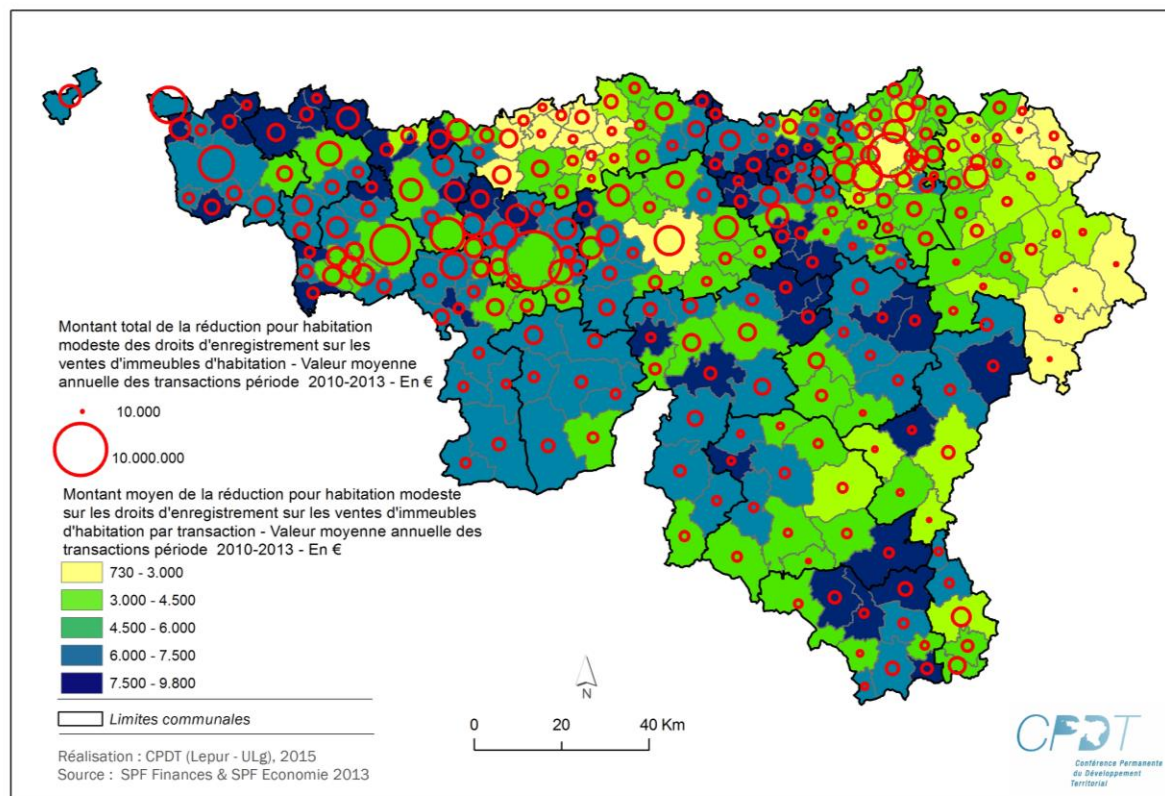 Montant total de la réduction pour habitation
modeste des droits d'enregistrement sur les
ventes d'immeubles d'habitation - Valeur moyenne
annuelle des transactions période 2010-2013 - En €
10.000
10.000.000
Montant moyen de la réduction pour habitation modeste
sur les droits d'enregistrement sur les ventes d'immeubles
d'habitation par transaction - Valeur moyenne annuelle des
transactions période 2010-2013 - En €
730 - 3.000
3.000 - 4.500
4.500 - 6.000
6.000 - 7.500
7.500 - 9.800
Limites communales
Réalisation : CPDT (Lepur - ULg), 2015
Source : SPF Finances & SPF Economie 2013
N
0 20 40 Km
CPDT
Conférence Permanente
du Développement
Territorial